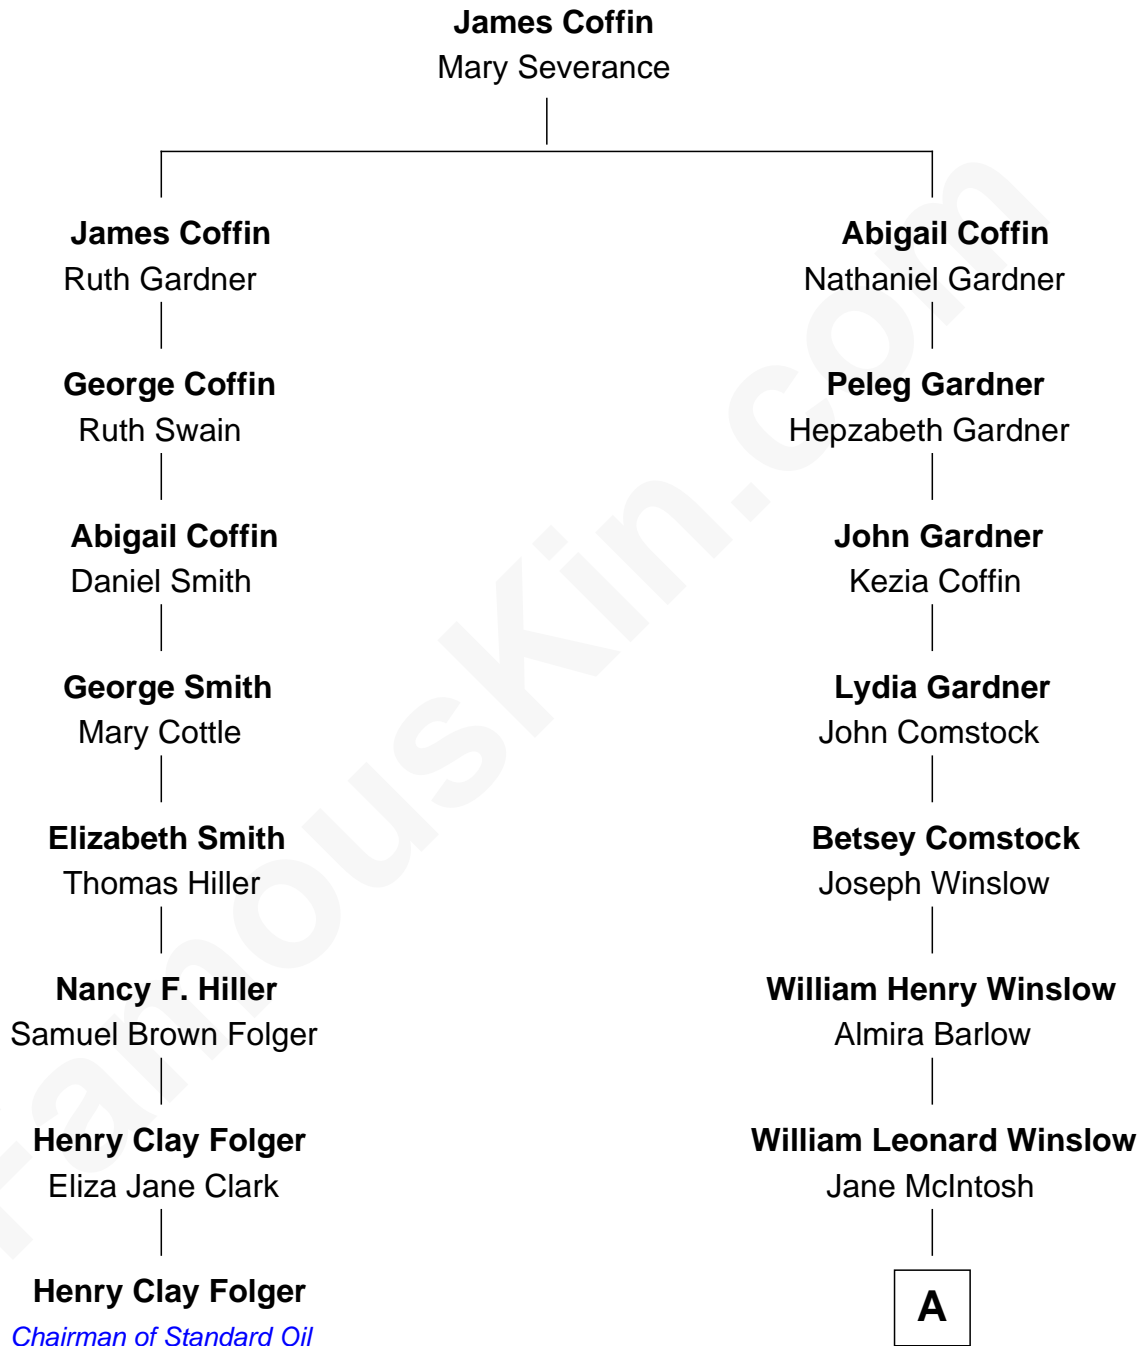 James Coffin
Mary Severance
James Coffin
Ruth Gardner
Abigail Coffin
Nathaniel Gardner
George Coffin
Ruth Swain
Peleg Gardner
Hepzabeth Gardner
Abigail Coffin
Daniel Smith
John Gardner
Kezia Coffin
George Smith
Mary Cottle
Lydia Gardner
John Comstock
Elizabeth Smith
Thomas Hiller
Betsey Comstock
Joseph Winslow
Nancy F. Hiller
Samuel Brown Folger
William Henry Winslow
Almira Barlow
Henry Clay Folger
Eliza Jane Clark
William Leonard Winslow
Jane McIntosh
Henry Clay Folger
Chairman of Standard Oil
A
FamousKin.com